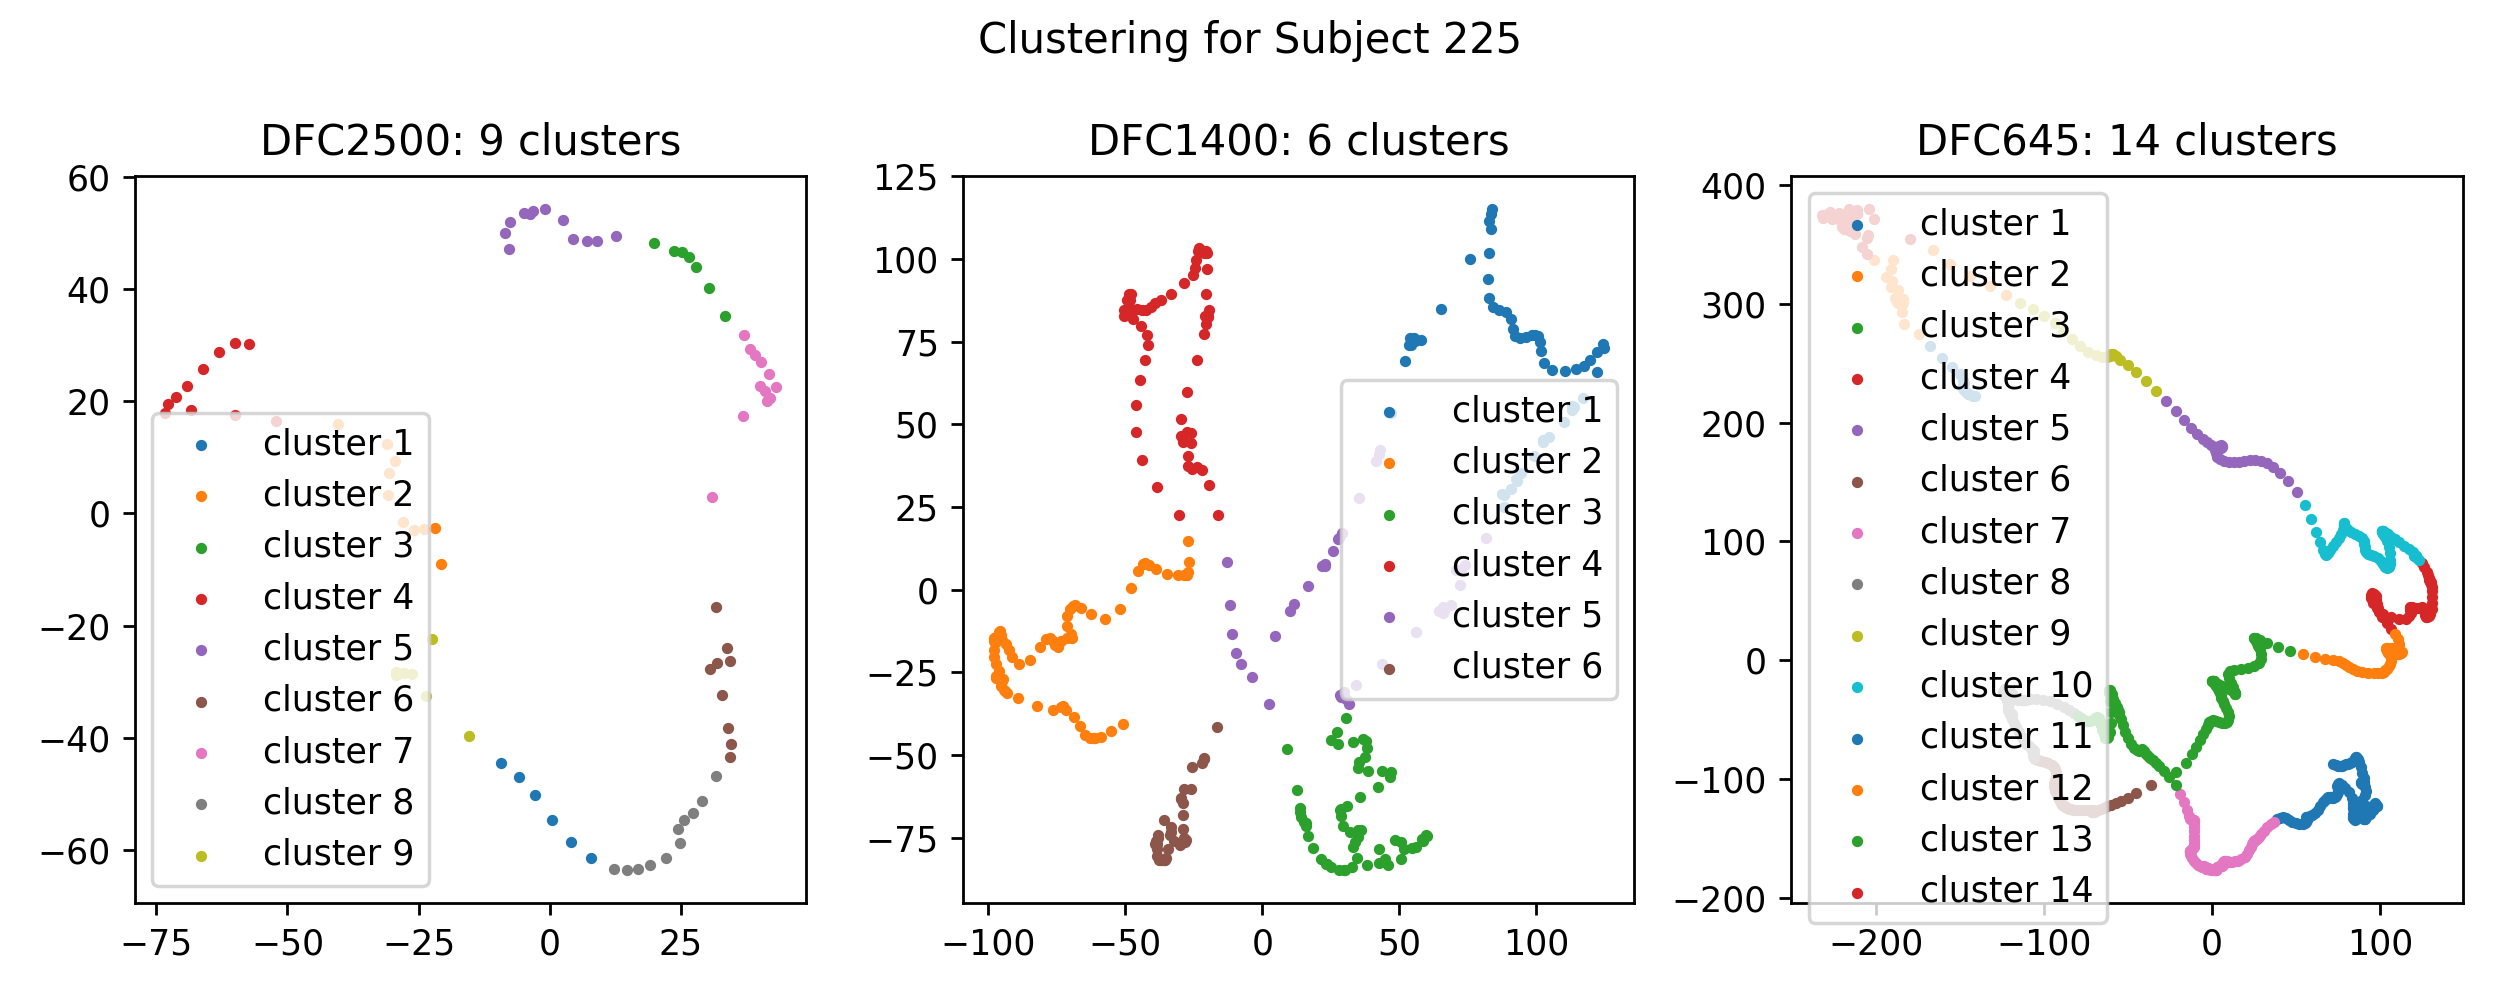 Clustering for Subject 225
DFC2500: 9 clusters
60
40
20
0
−20
−40
−60
−75
−50
−25
0
25
cluster 1
cluster 2
cluster 3
cluster 4
cluster 5
cluster 6
cluster 7
cluster 8
cluster 9
DFC1400: 6 clusters
125
100
75
50
25
0
−25
−50
−75
−100
−50
0
50
100
cluster 1
cluster 2
cluster 3
cluster 4
cluster 5
cluster 6
DFC645: 14 clusters
400
300
200
100
0
−100
−200
−200
−100
0
100
cluster 1
cluster 2
cluster 3
cluster 4
cluster 5
cluster 6
cluster 7
cluster 8
cluster 9
cluster 10
cluster 11
cluster 12
cluster 13
cluster 14